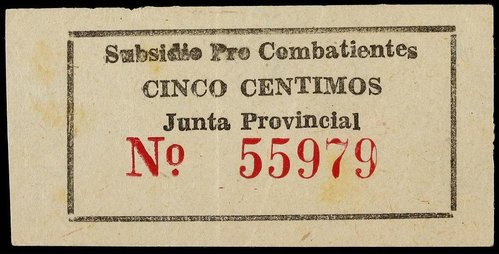 Subsidio Pro Combatientes
CINCO CENTIMOS
Junta Provincial
No 55979